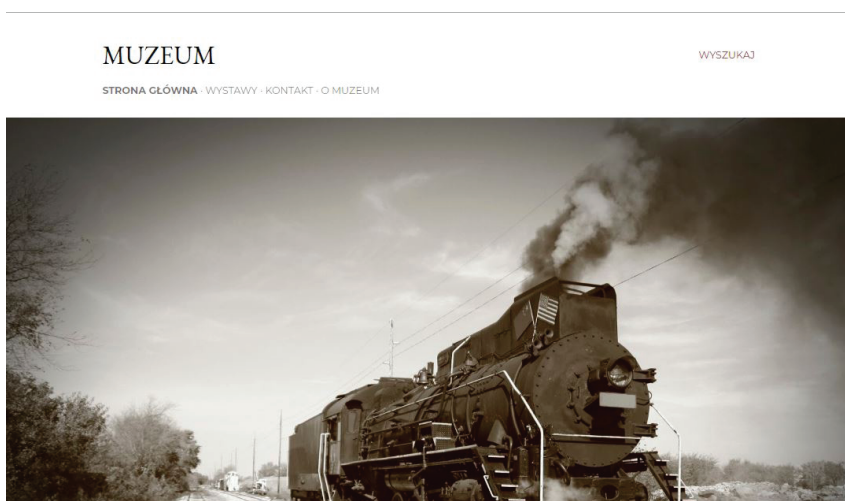 MUZEUM
WYSZUKAJ
STRONA GŁÓWNA · WYSTAWY · KONTAKT · O MUZEUM